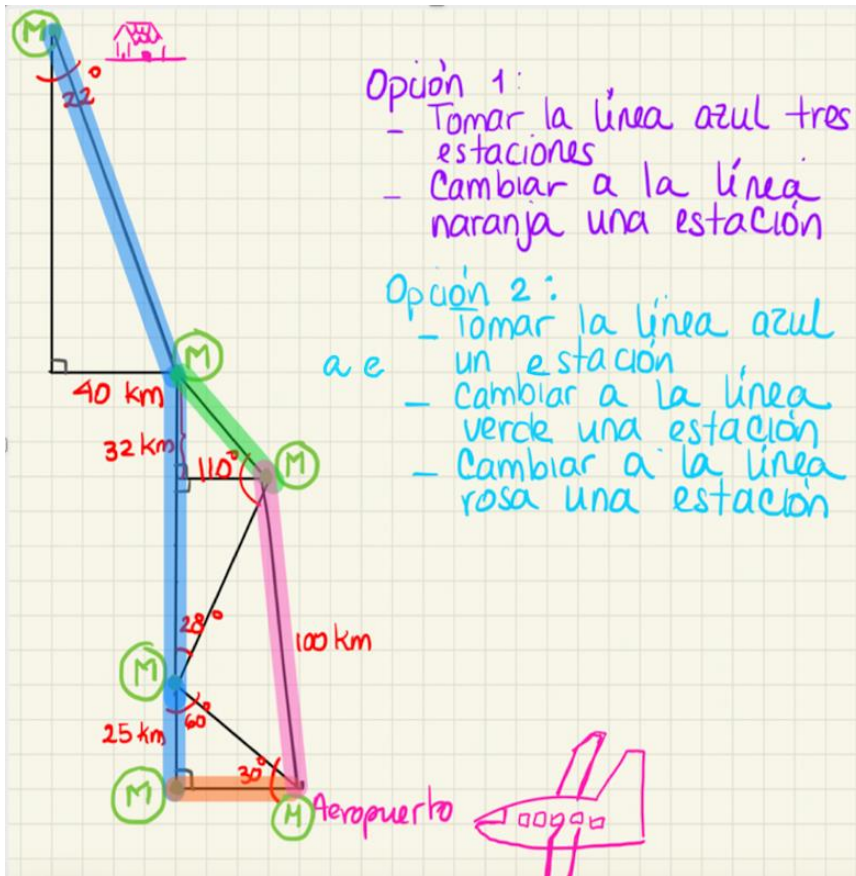 M
22°
Opción 1:
- Tomar la línea azul tres
estaciones
- Cambiar a la línea
naranja una estación
Opción 2:
- Tomar la línea azul
a e un estación
- Cambiar a la línea
verde una estación
- Cambiar a la línea
rosa una estación
M
40 km
32 km
110°
M
28°
100 km
M
60°
25 km
30°
M
M Aeropuerto